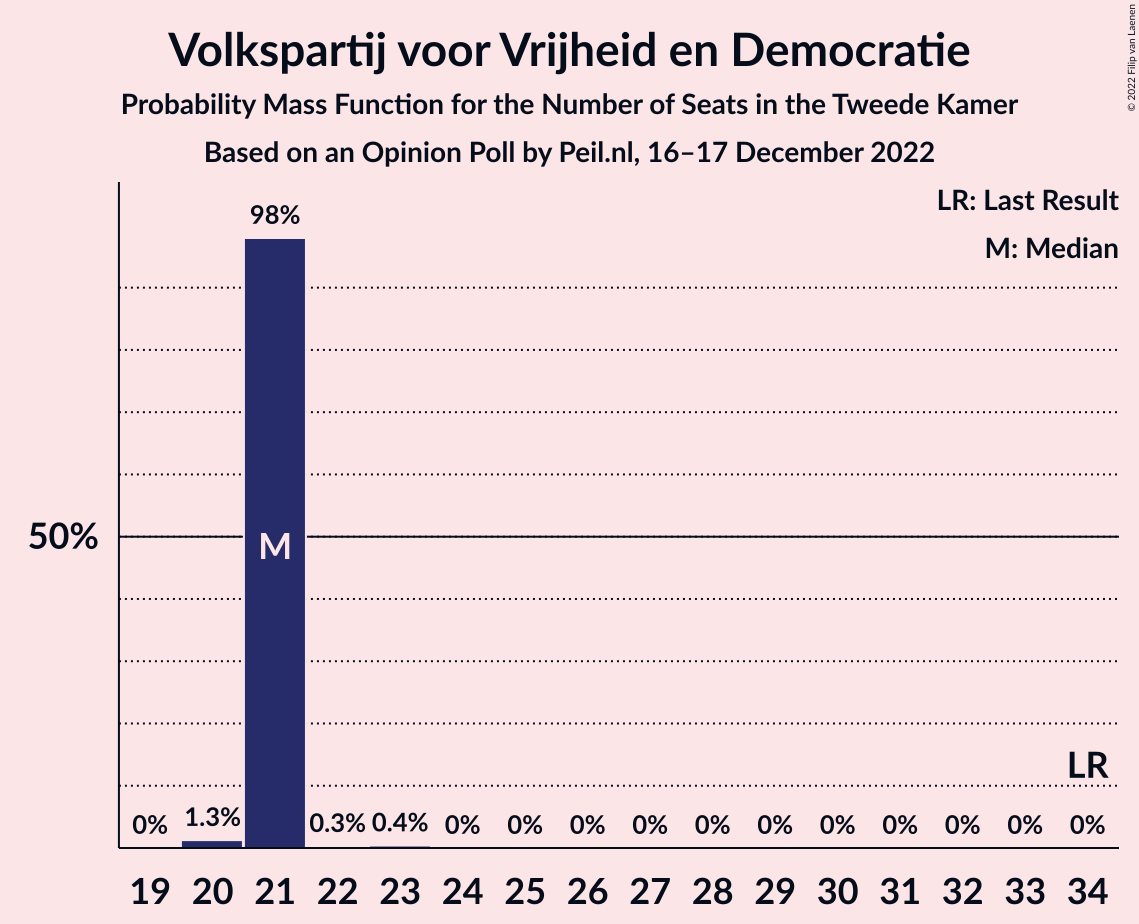 Volkspartij voor Vrijheid en Democratie
Probability Mass Function for the Number of Seats in the Tweede Kamer
Based on an Opinion Poll by Peil.nl, 16–17 December 2022
© 2022 Filip van Laenen
LR: Last Result
M: Median
98%
50%
M
LR
0% 1.3% 0.3% 0.4% 0% 0% 0% 0% 0% 0% 0% 0% 0% 0% 0%
19 20 21 22 23 24 25 26 27 28 29 30 31 32 33 34